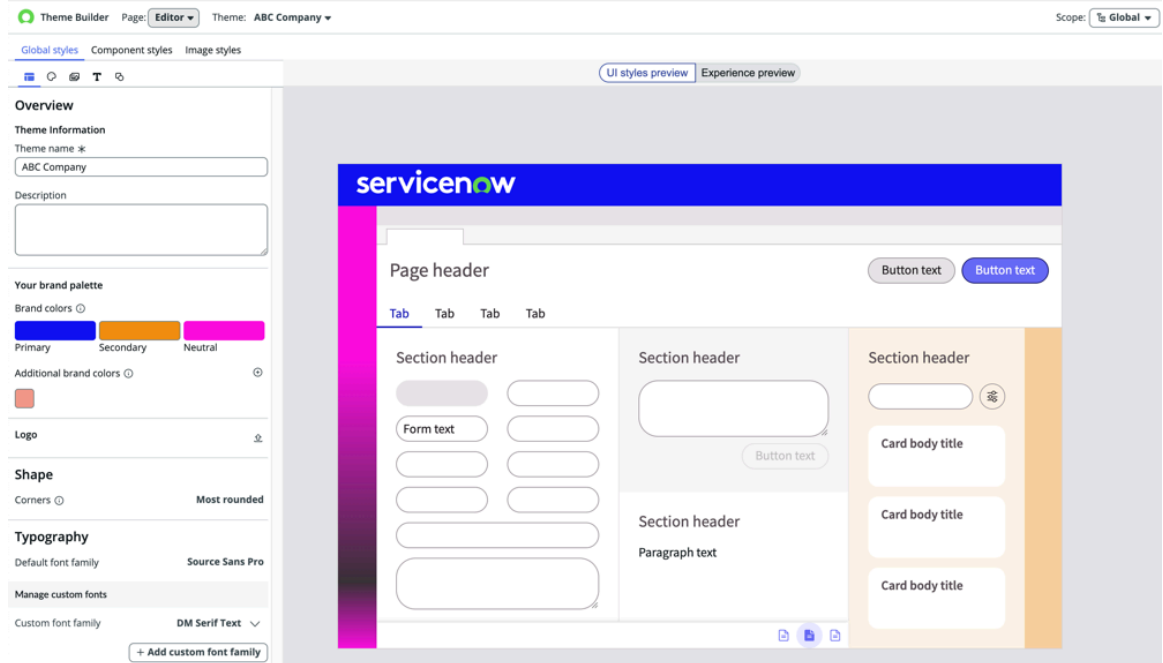 Theme Builder Page: Editor Theme: ABC Company Scope: Global
Global styles Component styles Image styles
UI styles preview Experience preview
Overview
Theme Information
Theme name *
ABC Company
Description
Your brand palette
Brand colors
Primary Secondary Neutral
Additional brand colors
Logo
Shape
Corners Most rounded
Typography
Default font family Source Sans Pro
Manage custom fonts
Custom font family DM Serif Text
+ Add custom font family
servicenow
Page header Button text Button text
Tab Tab Tab Tab
Section header
Form text
Section header
Button text
Section header
Paragraph text
Section header
Card body title
Card body title
Card body title